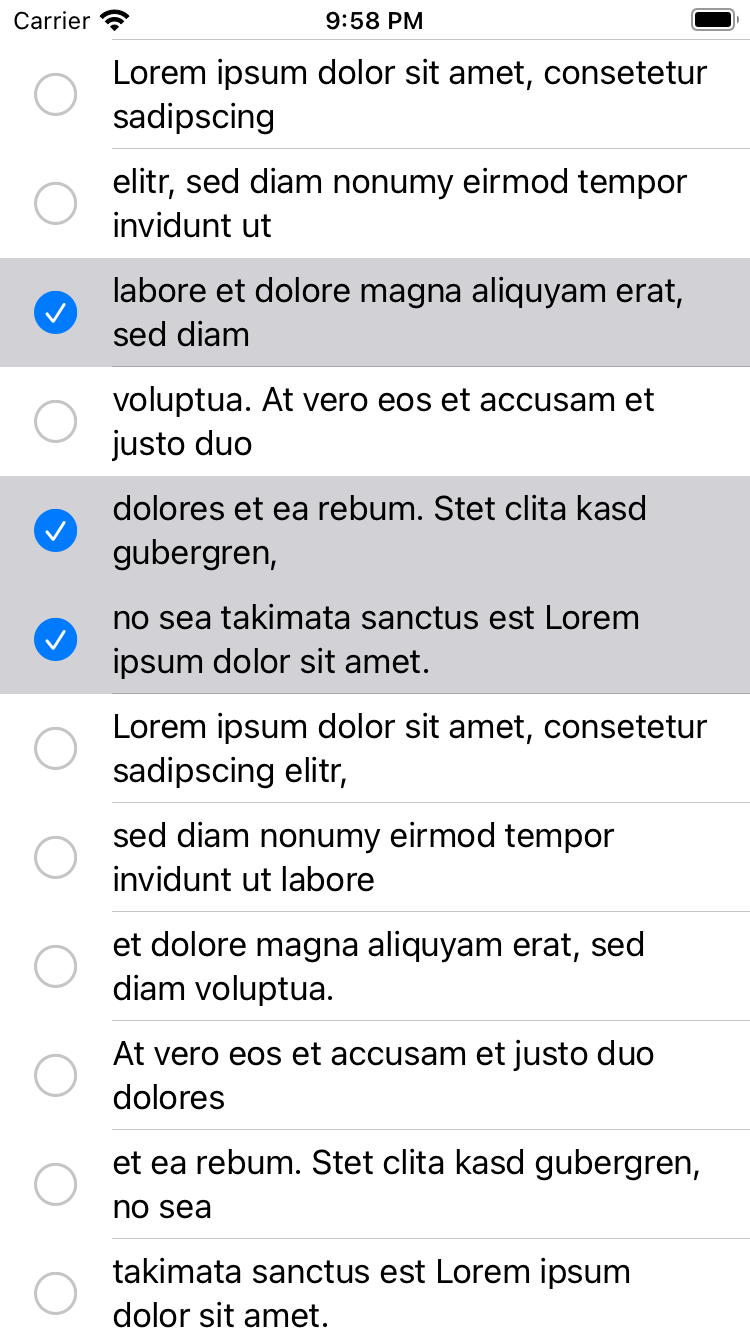 Carrier 9:58 PM
Lorem ipsum dolor sit amet, consetetur
sadipscing
elitr, sed diam nonumy eirmod tempor
invidunt ut
labore et dolore magna aliquyam erat,
sed diam
voluptua. At vero eos et accusam et
justo duo
dolores et ea rebum. Stet clita kasd
gubergren,
no sea takimata sanctus est Lorem
ipsum dolor sit amet.
Lorem ipsum dolor sit amet, consetetur
sadipscing elitr,
sed diam nonumy eirmod tempor
invidunt ut labore
et dolore magna aliquyam erat, sed
diam voluptua.
At vero eos et accusam et justo duo
dolores
et ea rebum. Stet clita kasd gubergren,
no sea
takimata sanctus est Lorem ipsum
dolor sit amet.